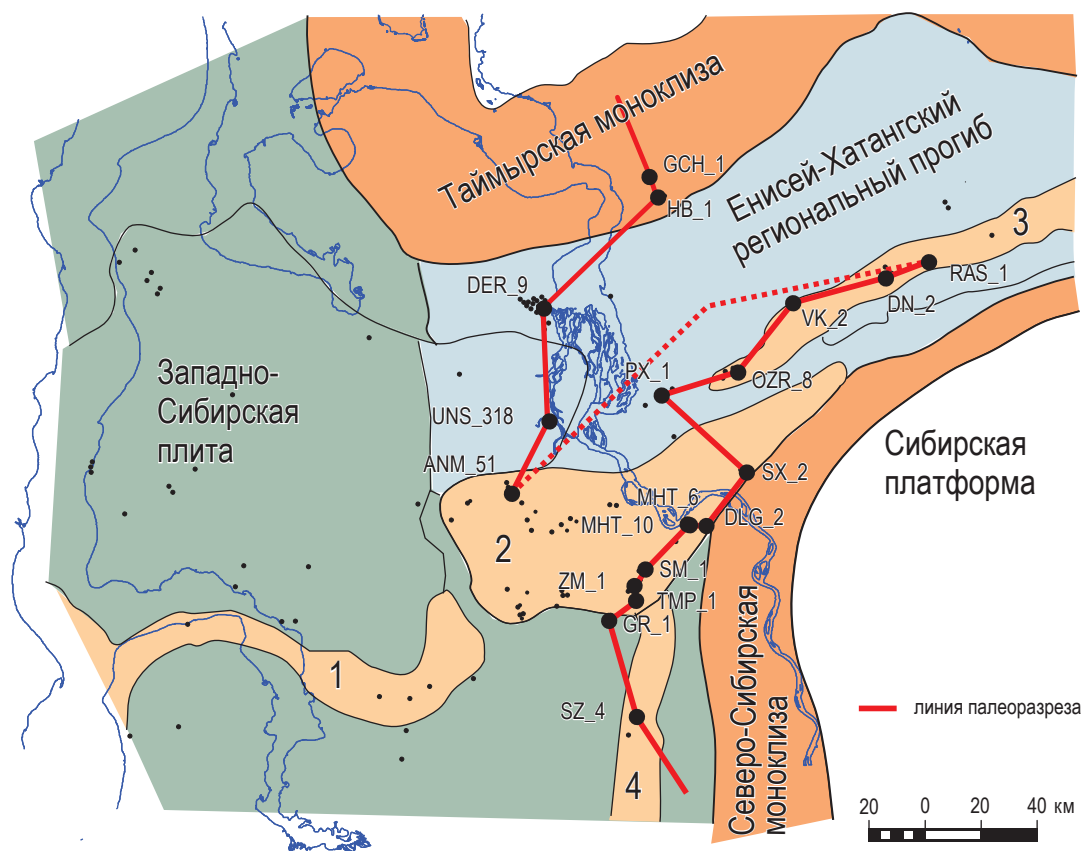 Таймырская моноклиза
GCH_1
HB_1
Енисей-Хатангский
региональный прогиб
3
DER_9
RAS_1
DN_2
VK_2
Западно-
Сибирская
плита
PX_1
OZR_8
UNS_318
ANM_51
Сибирская
платформа
SX_2
MHT_6
MHT_10
DLG_2
2
SM_1
ZM_1
TMP_1
GR_1
1
SZ_4
4
Северо-Сибирская
моноклиза
линия палеоразреза
20 0 20 40 км